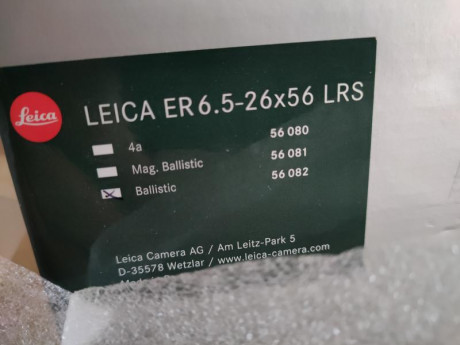 Leica
LEICA ER 6.5-26x56 LRS
4a 56 080
Mag. Ballistic 56 081
Ballistic 56 082
Leica Camera AG / Am Leitz-Park 5
D-35578 Wetzlar / www.leica-camera.com